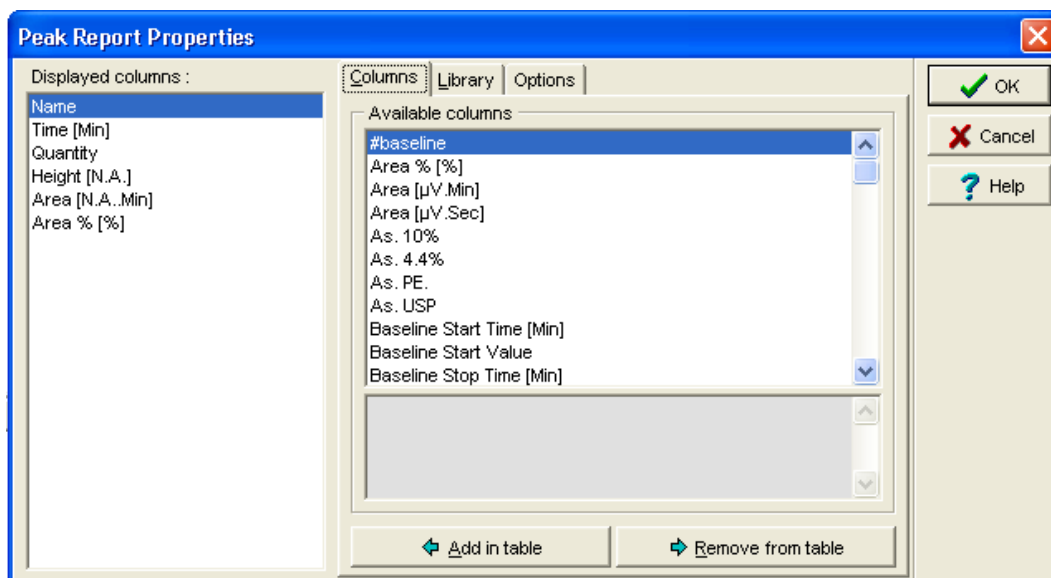 Peak Report Properties
Displayed columns :
Name
Time [Min]
Quantity
Height [N.A.]
Area [N.A..Min]
Area % [%]
Columns
Library
Options
Available columns
#baseline
Area % [%]
Area [µV.Min]
Area [µV.Sec]
As. 10%
As. 4.4%
As. PE.
As. USP
Baseline Start Time [Min]
Baseline Start Value
Baseline Stop Time [Min]
Add in table
Remove from table
OK
Cancel
Help